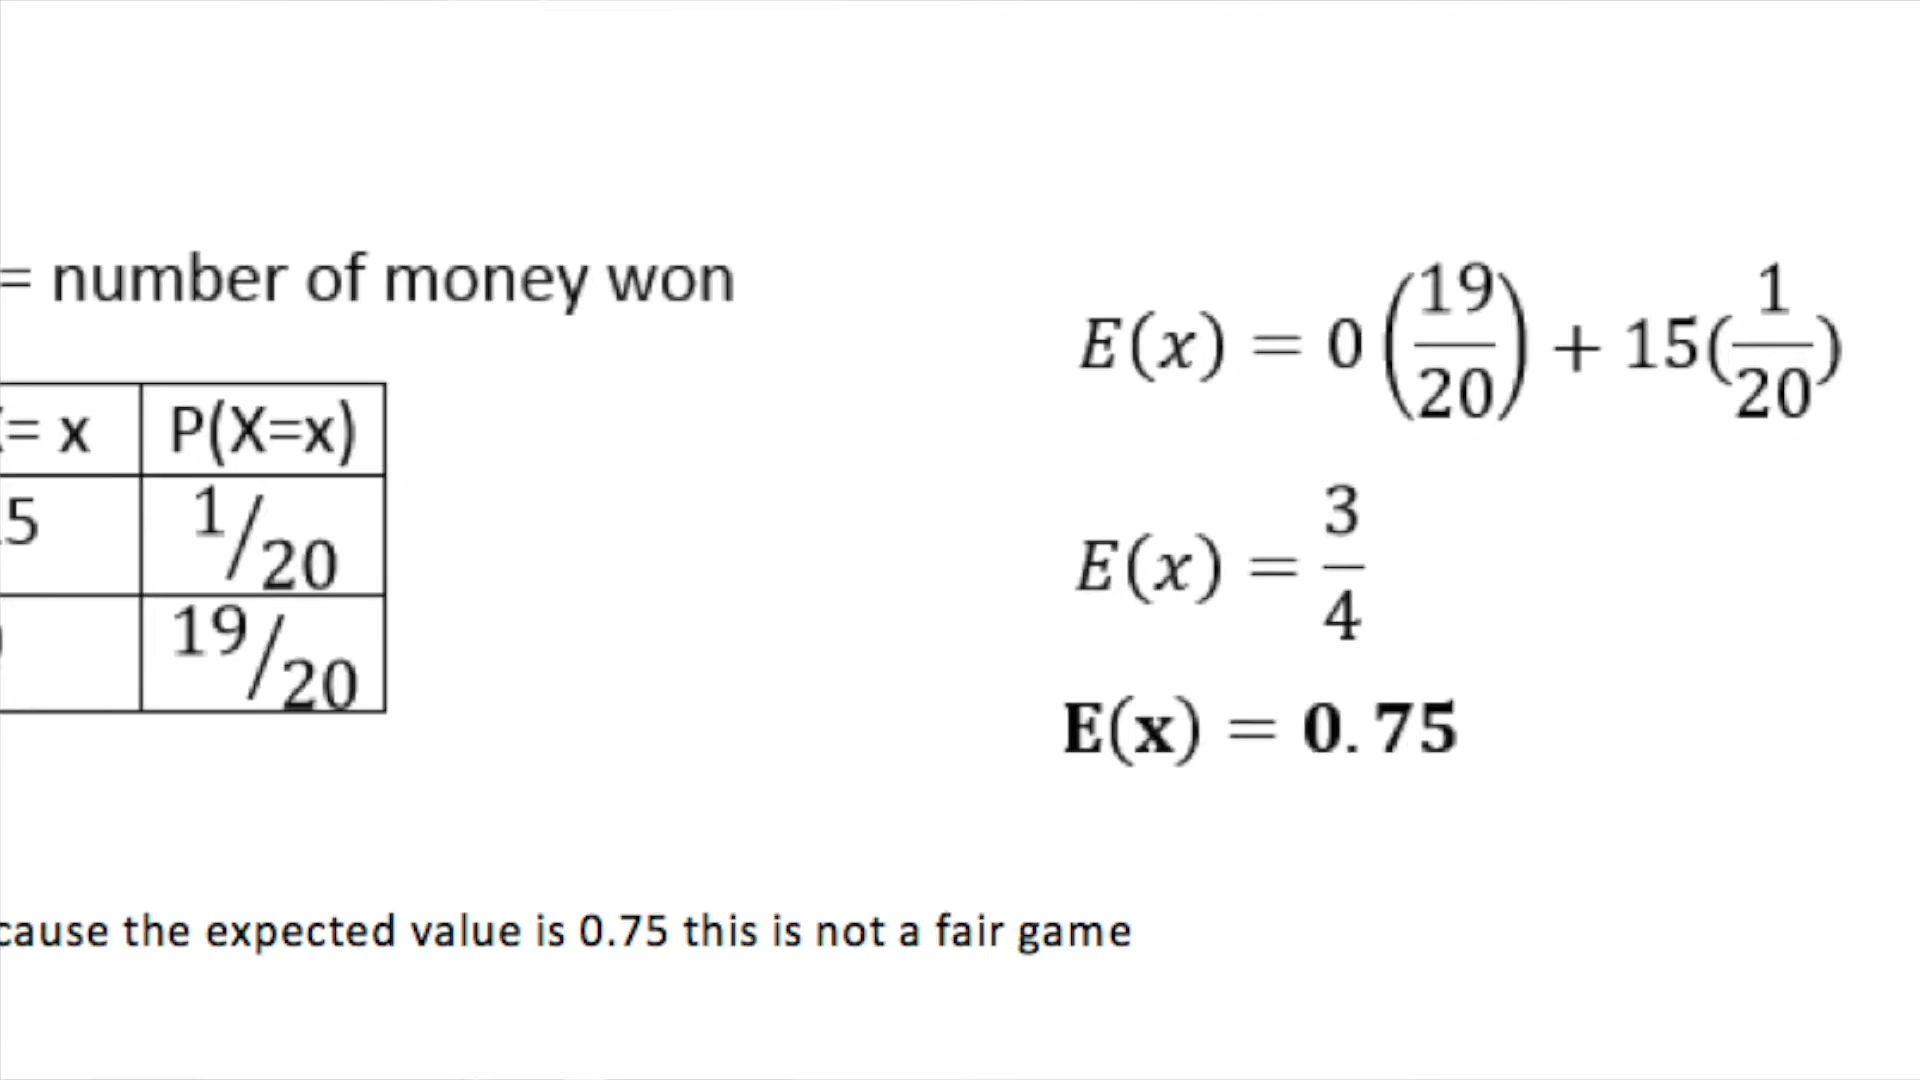 = number of money won
= x P(X=x)
5 1/20
19/20
E(x) = 0(19/20) + 15(1/20)
E(x) = 3/4
E(x) = 0.75
cause the expected value is 0.75 this is not a fair game